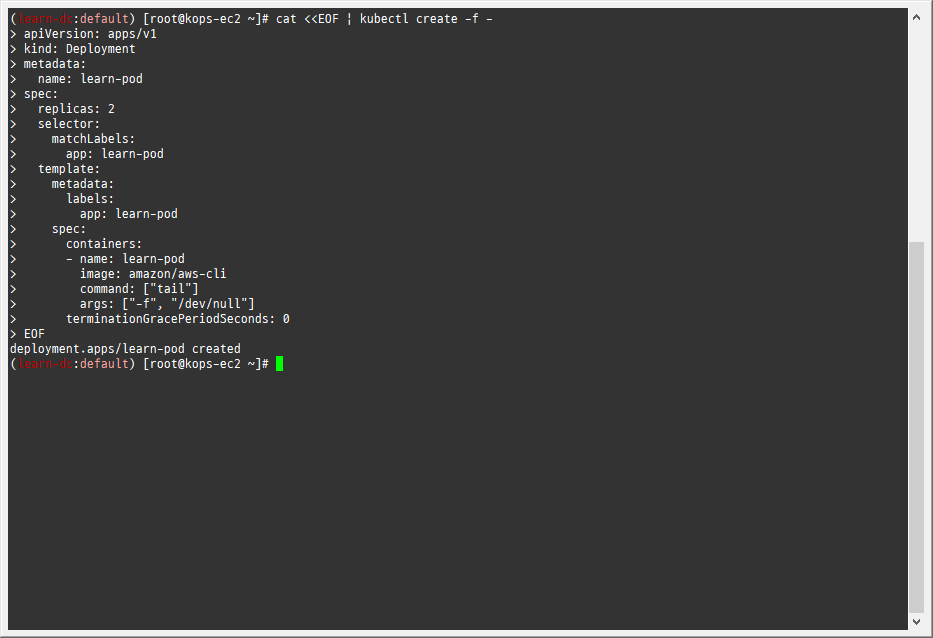 (learn-dc:default) [root@kops-ec2 ~]# cat <<EOF | kubectl create -f -
> apiVersion: apps/v1
> kind: Deployment
> metadata:
>   name: learn-pod
> spec:
>   replicas: 2
>   selector:
>     matchLabels:
>       app: learn-pod
>   template:
>     metadata:
>       labels:
>         app: learn-pod
>     spec:
>       containers:
>       - name: learn-pod
>         image: amazon/aws-cli
>         command: ["tail"]
>         args: ["-f", "/dev/null"]
>       terminationGracePeriodSeconds: 0
> EOF
deployment.apps/learn-pod created
(:default) [root@kops-ec2 ~]#